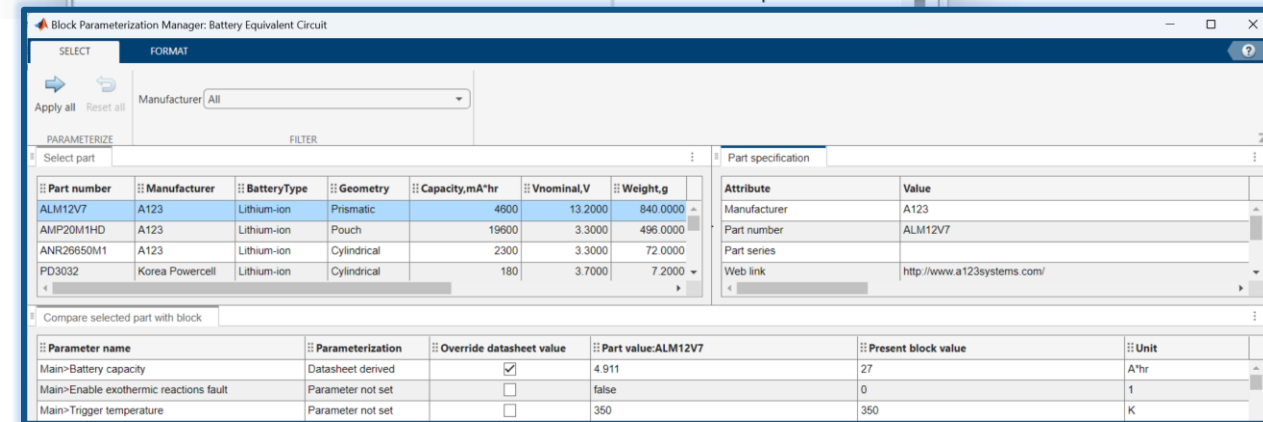 Block Parameterization Manager: Battery Equivalent Circuit
SELECT FORMAT
Apply all Reset all Manufacturer All
PARAMETERIZE FILTER
Select part
Part number Manufacturer BatteryType Geometry Capacity,mA*hr Vnominal,V Weight,g
ALM12V7 A123 Lithium-ion Prismatic 4600 13.2000 840.0000
AMP20M1HD A123 Lithium-ion Pouch 19600 3.3000 496.0000
ANR26650M1 A123 Lithium-ion Cylindrical 2300 3.3000 72.0000
PD3032 Korea Powercell Lithium-ion Cylindrical 180 3.7000 7.2000
Part specification
Attribute Value
Manufacturer A123
Part number ALM12V7
Part series
Web link http://www.a123systems.com/
Compare selected part with block
Parameter name Parameterization Override datasheet value Part value:ALM12V7 Present block value Unit
Main>Battery capacity Datasheet derived 4.911 27 A*hr
Main>Enable exothermic reactions fault Parameter not set false 0 1
Main>Trigger temperature Parameter not set 350 350 K